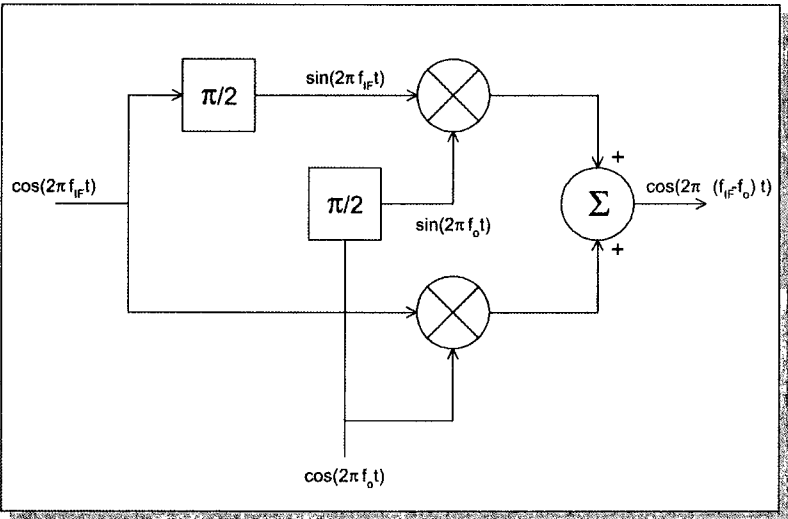 π/2
sin(2π f_IF t)
+
cos(2π f_IF t)
π/2
Σ
cos(2π (f_IF-f_o) t)
sin(2π f_o t)
+
cos(2π f_o t)